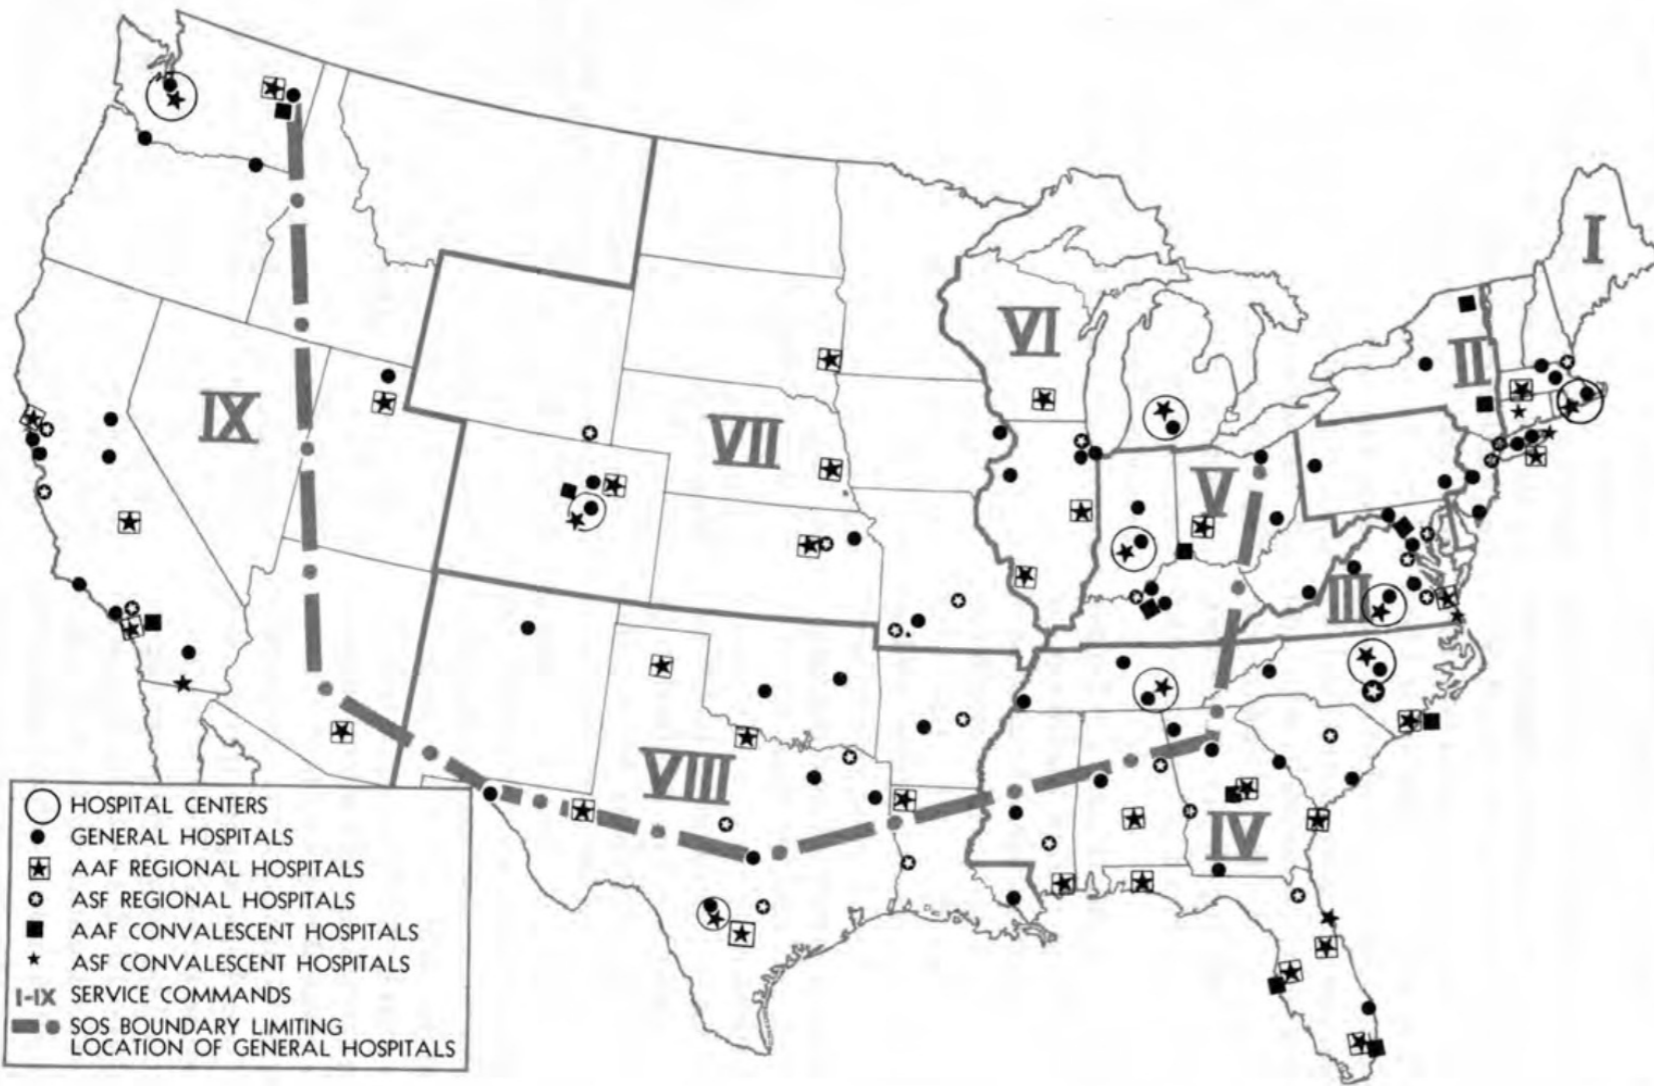 I
II
VI
IX
VII
V
III
VIII
IV
HOSPITAL CENTERS
GENERAL HOSPITALS
AAF REGIONAL HOSPITALS
ASF REGIONAL HOSPITALS
AAF CONVALESCENT HOSPITALS
ASF CONVALESCENT HOSPITALS
I-IX SERVICE COMMANDS
SOS BOUNDARY LIMITING
LOCATION OF GENERAL HOSPITALS